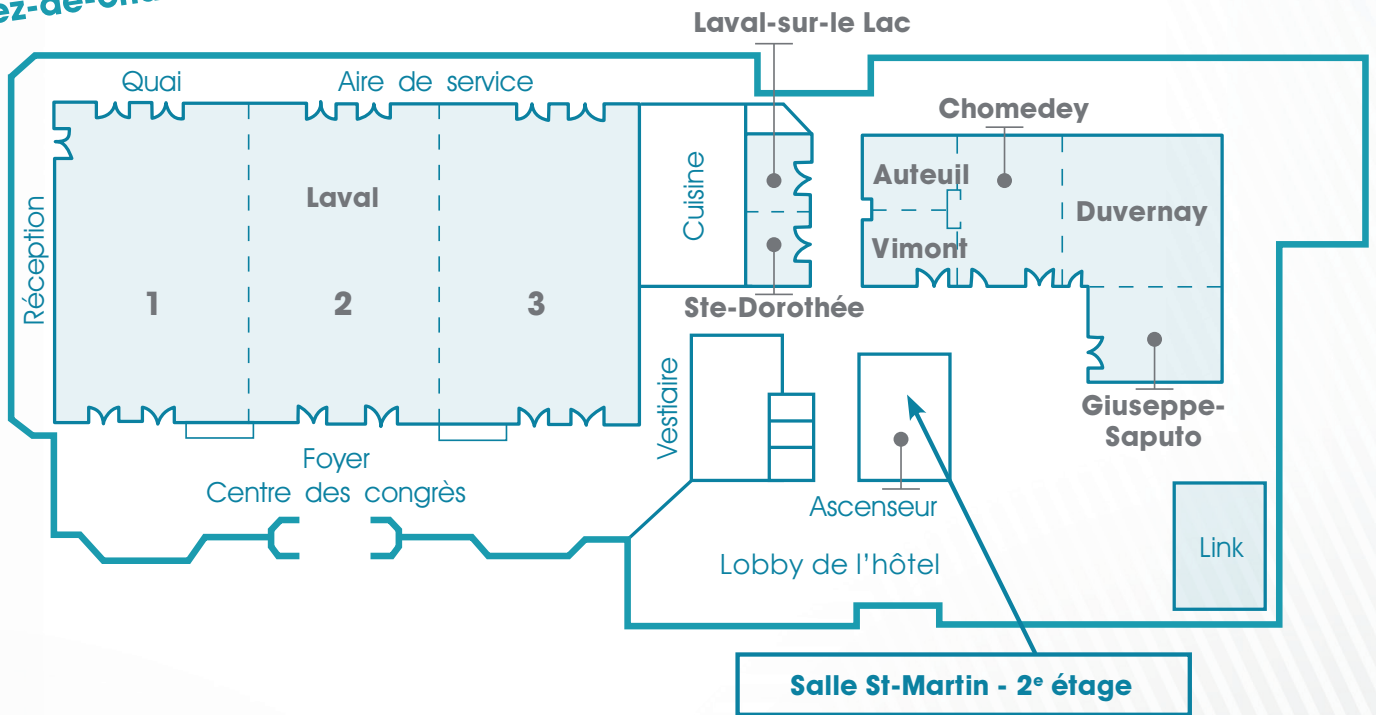 Laval-sur-le Lac
Quai
Aire de service
Chomedey
Cuisine
Auteuil
Laval
Duvernay
Réception
Vimont
1
2
3
Ste-Dorothée
Vestiaire
Giuseppe-
Saputo
Foyer
Centre des congrès
Ascenseur
Link
Lobby de l'hôtel
Salle St-Martin - 2e étage